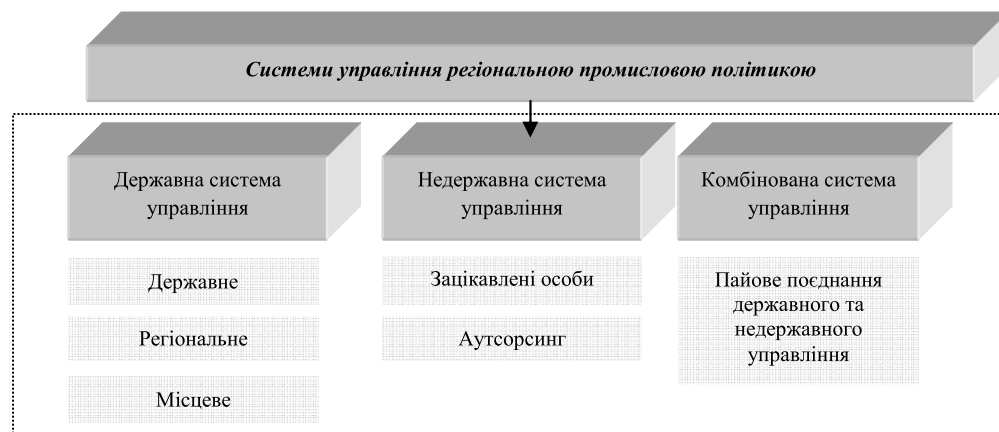 Системи управління регіональною промисловою політикою
Державна система
управління
Недержавна система
управління
Комбінована система
управління
Державне
Регіональне
Місцеве
Зацікавлені особи
Аутсорсинг
Пайове поєднання
державного та
недержавного
управління